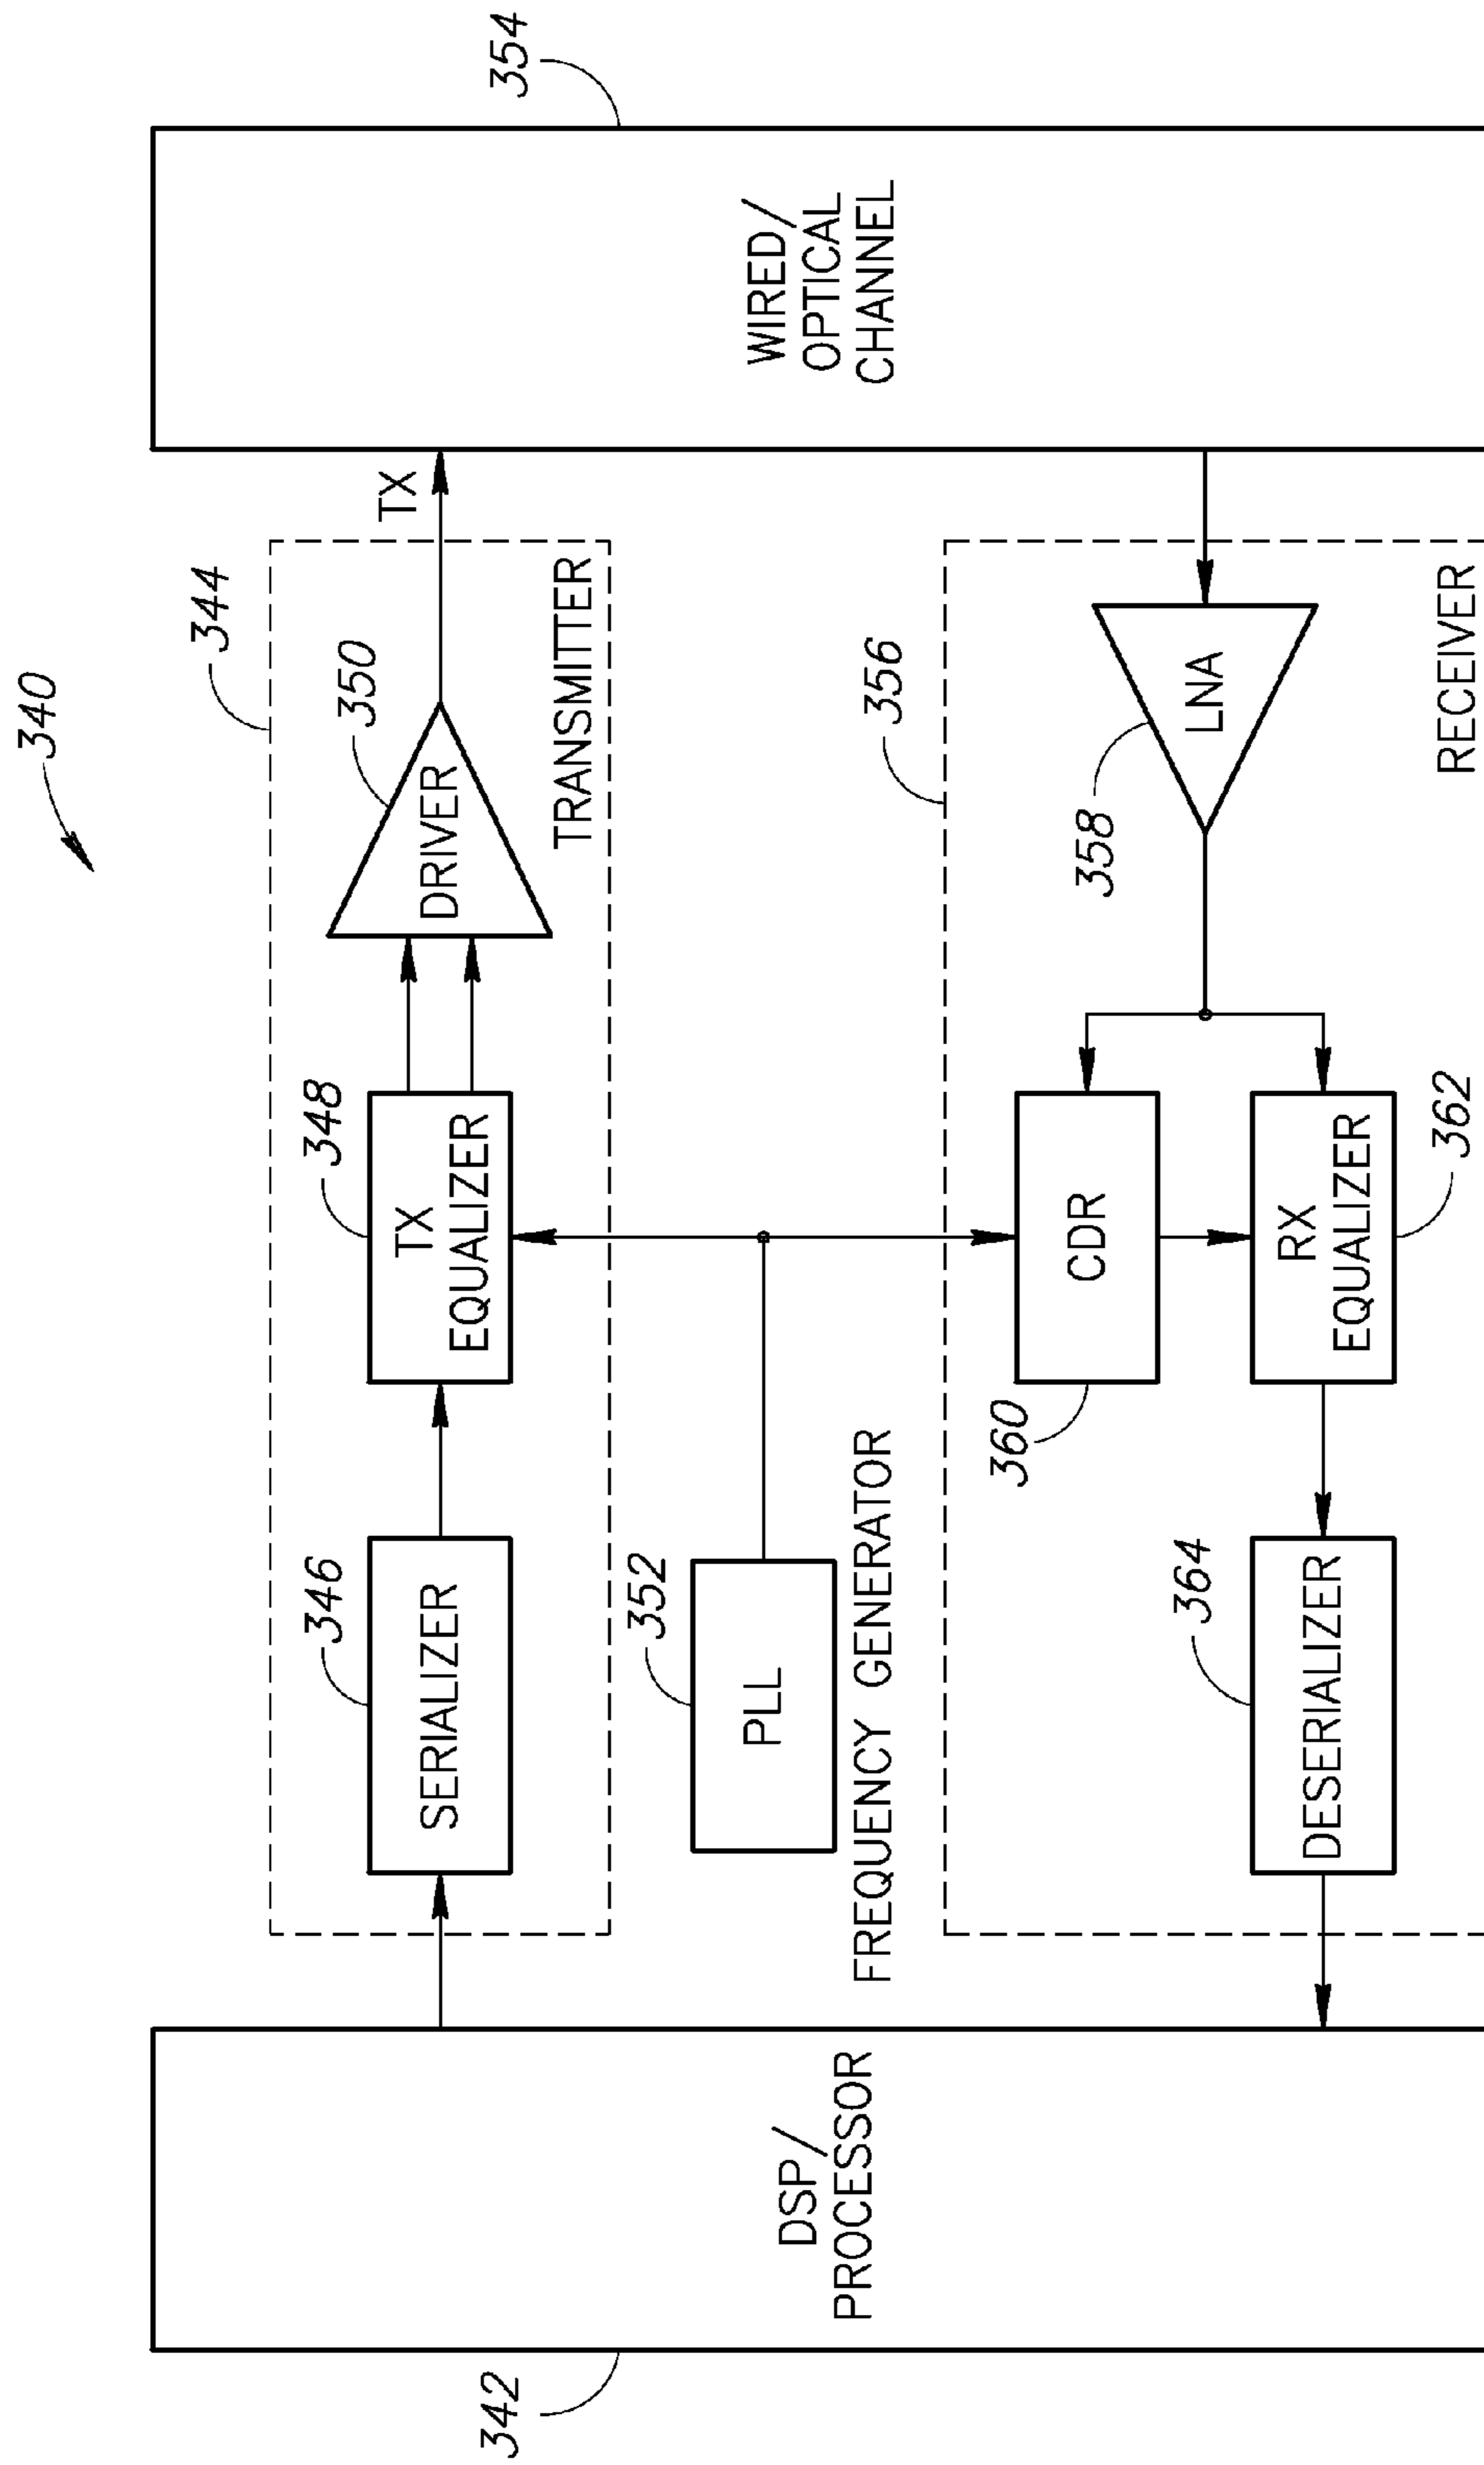 340
344
354
346
348
350
SERIALIZER
TX
EQUALIZER
DRIVER
TX
TRANSMITTER
342
DSP/
PROCESSOR
352
PLL
FREQUENCY GENERATOR
WIRED/
OPTICAL
CHANNEL
356
360
CDR
358
LNA
364
DESERIALIZER
RX
EQUALIZER
362
RECEIVER